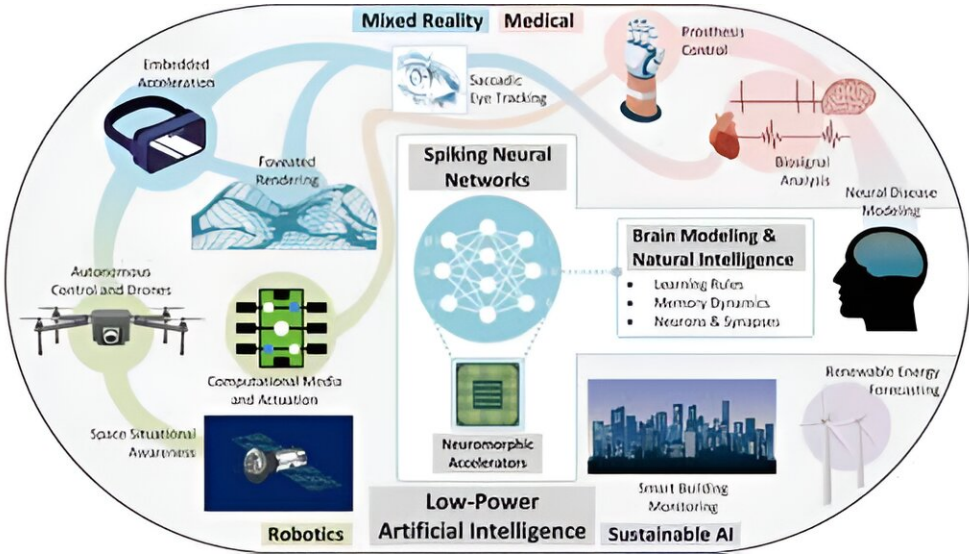 Mixed Reality
Medical
Embedded
Acceleration
Saccadic
Eye Tracking
Prosthesis
Control
Foveated
Rendering
Biosignal
Analysis
Neural Disease
Modeling
Spiking Neural
Networks
Brain Modeling &
Natural Intelligence
• Learning Rules
• Memory Dynamics
• Neurons & Synapses
Autonomous
Control and Drones
Computational Media
and Actuation
Space Situational
Awareness
Neuromorphic
Accelerators
Renewable Energy
Forecasting
Smart Building
Monitoring
Robotics
Low-Power
Artificial Intelligence
Sustainable AI